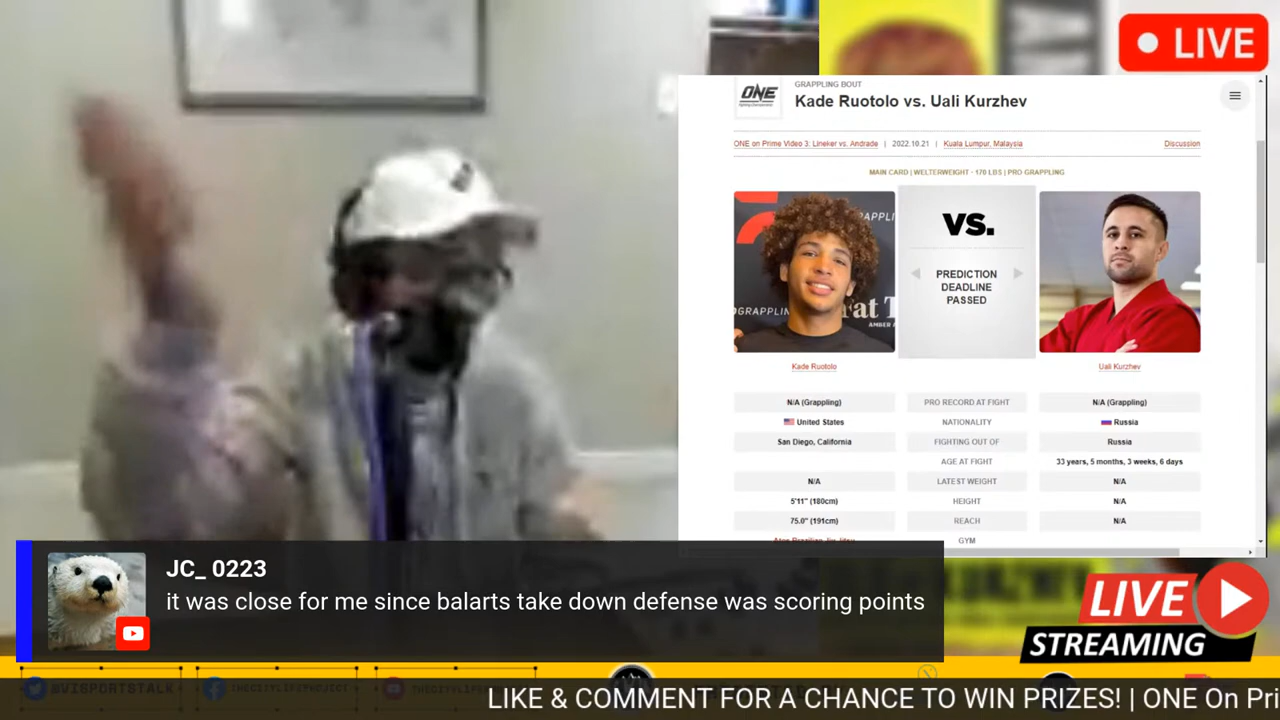 LIVE
GRAPPLING BOUT
ONE
Kade Ruotolo vs. Uali Kurzhev
ONE on Prime Video 3: Lineker vs. Andrade | 2022.10.21 | Kuala Lumpur, Malaysia
Discussion
MAIN CARD | WELTERWEIGHT · 170 LBS | PRO GRAPPLING
VS.
PREDICTION
DEADLINE
PASSED
Kade Ruotolo
Uali Kurzhev
N/A (Grappling) PRO RECORD AT FIGHT N/A (Grappling)
United States NATIONALITY Russia
San Diego, California FIGHTING OUT OF Russia
AGE AT FIGHT 33 years, 5 months, 3 weeks, 6 days
N/A LATEST WEIGHT N/A
5'11" (180cm) HEIGHT N/A
75.0" (191cm) REACH N/A
GYM
JC_ 0223
it was close for me since balarts take down defense was scoring points
LIVE
STREAMING
@VISPORTSTALK
LIKE & COMMENT FOR A CHANCE TO WIN PRIZES! | ONE On Pri